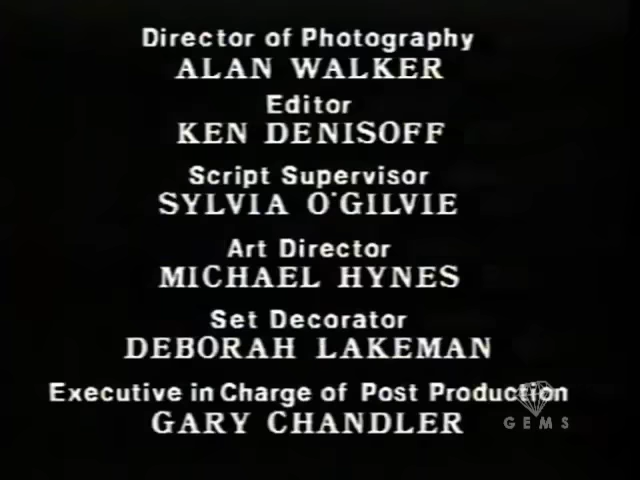 Director of Photography
ALAN WALKER
Editor
KEN DENISOFF
Script Supervisor
SYLVIA O'GILVIE
Art Director
MICHAEL HYNES
Set Decorator
DEBORAH LAKEMAN
Executive in Charge of Post Production
GARY CHANDLER
GEMS